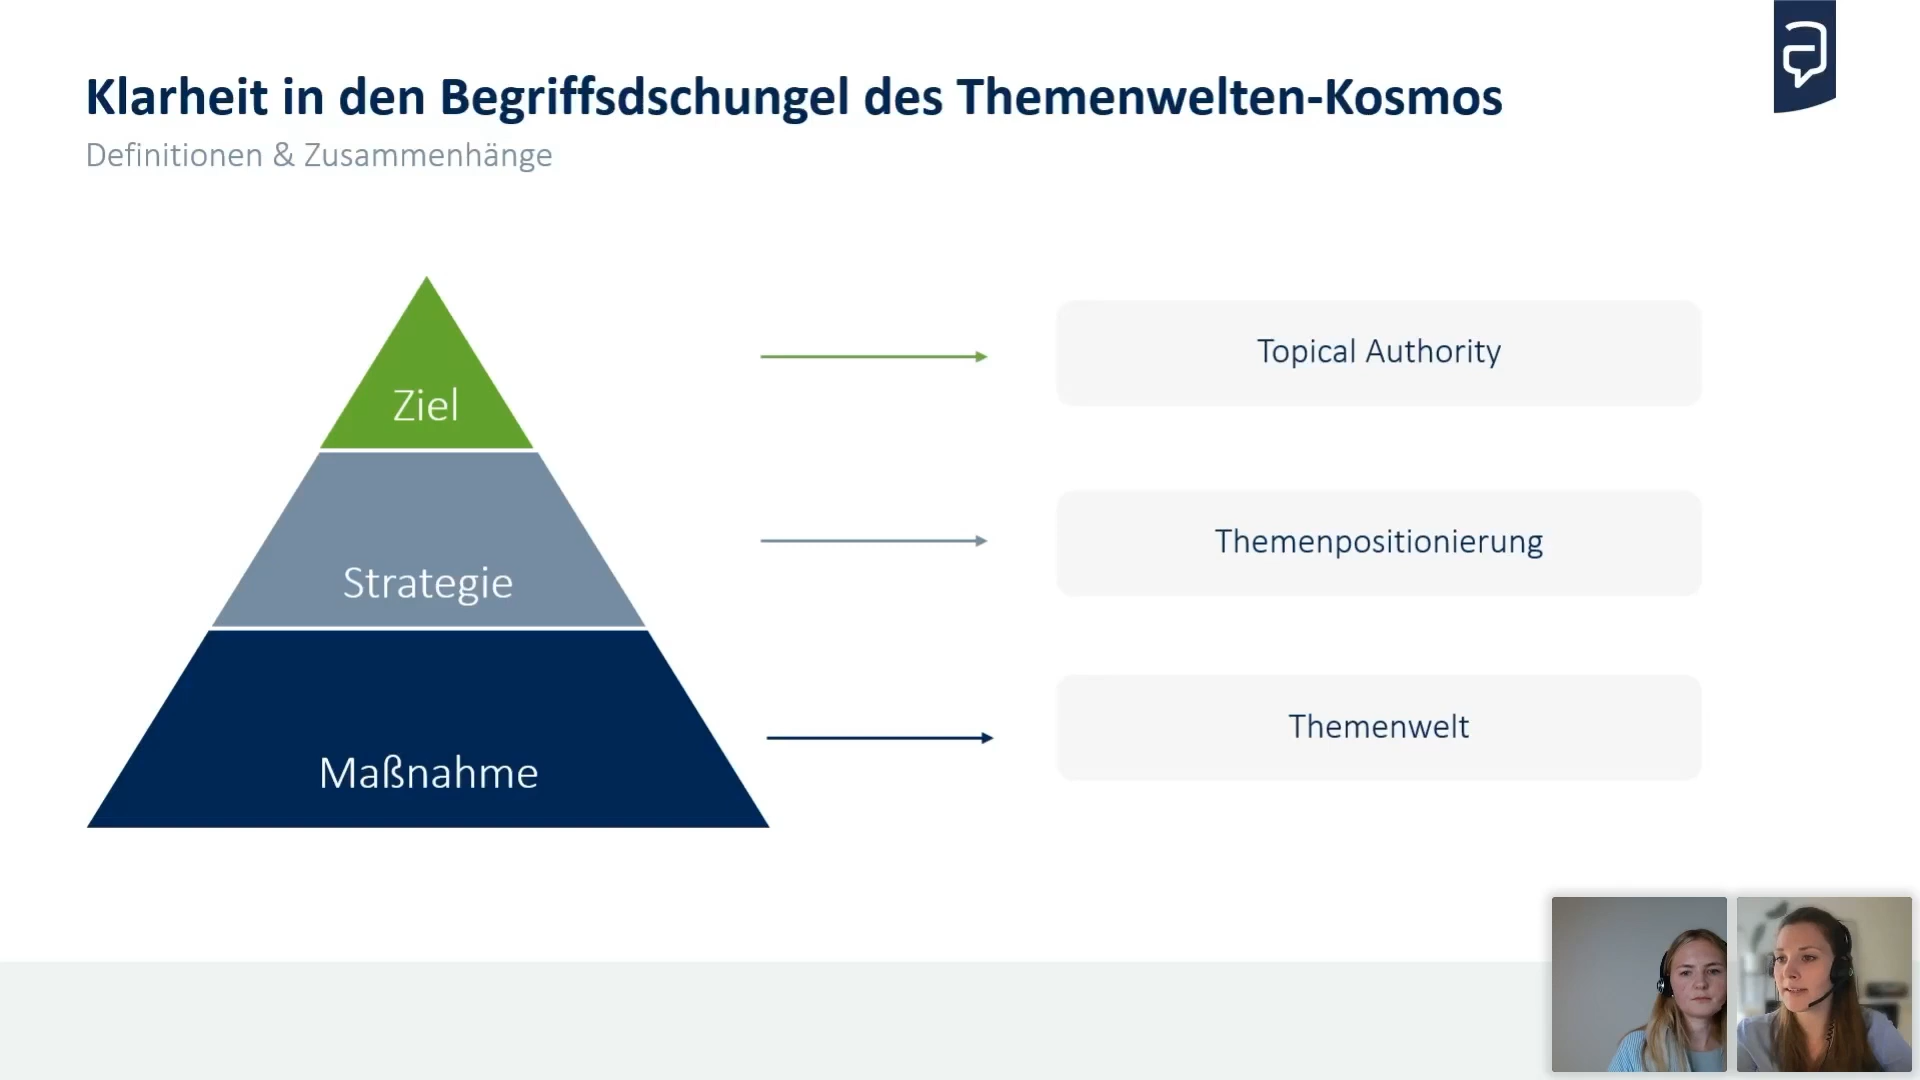 Klarheit in den Begriffsdschungel des Themenwelten-Kosmos
Definitionen & Zusammenhänge
Ziel
Topical Authority
Strategie
Themenpositionierung
Maßnahme
Themenwelt